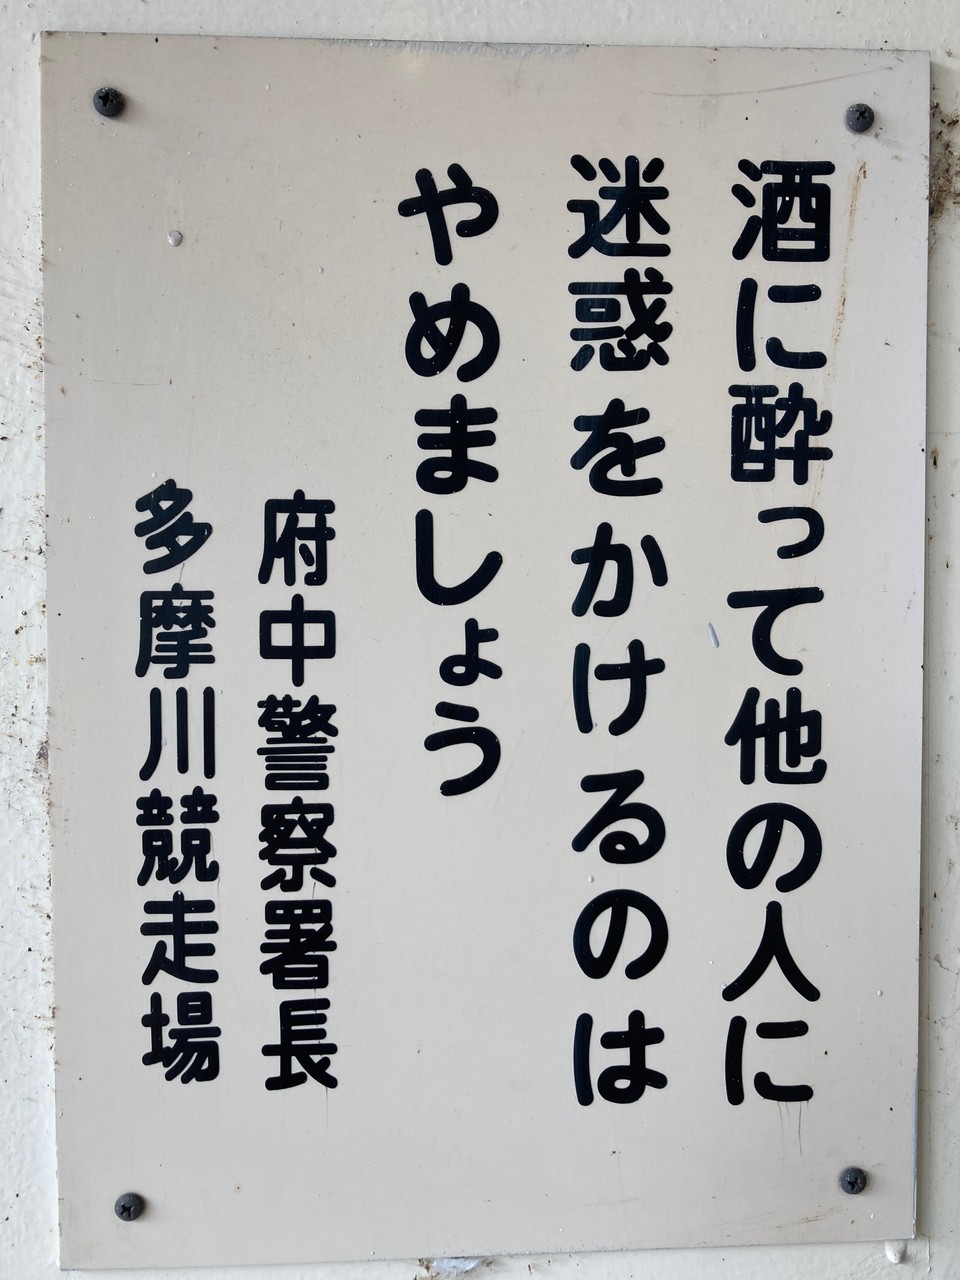 酒に酔って他の人に
迷惑をかけるのは
やめましょう
府中警察署長
多摩川競走場